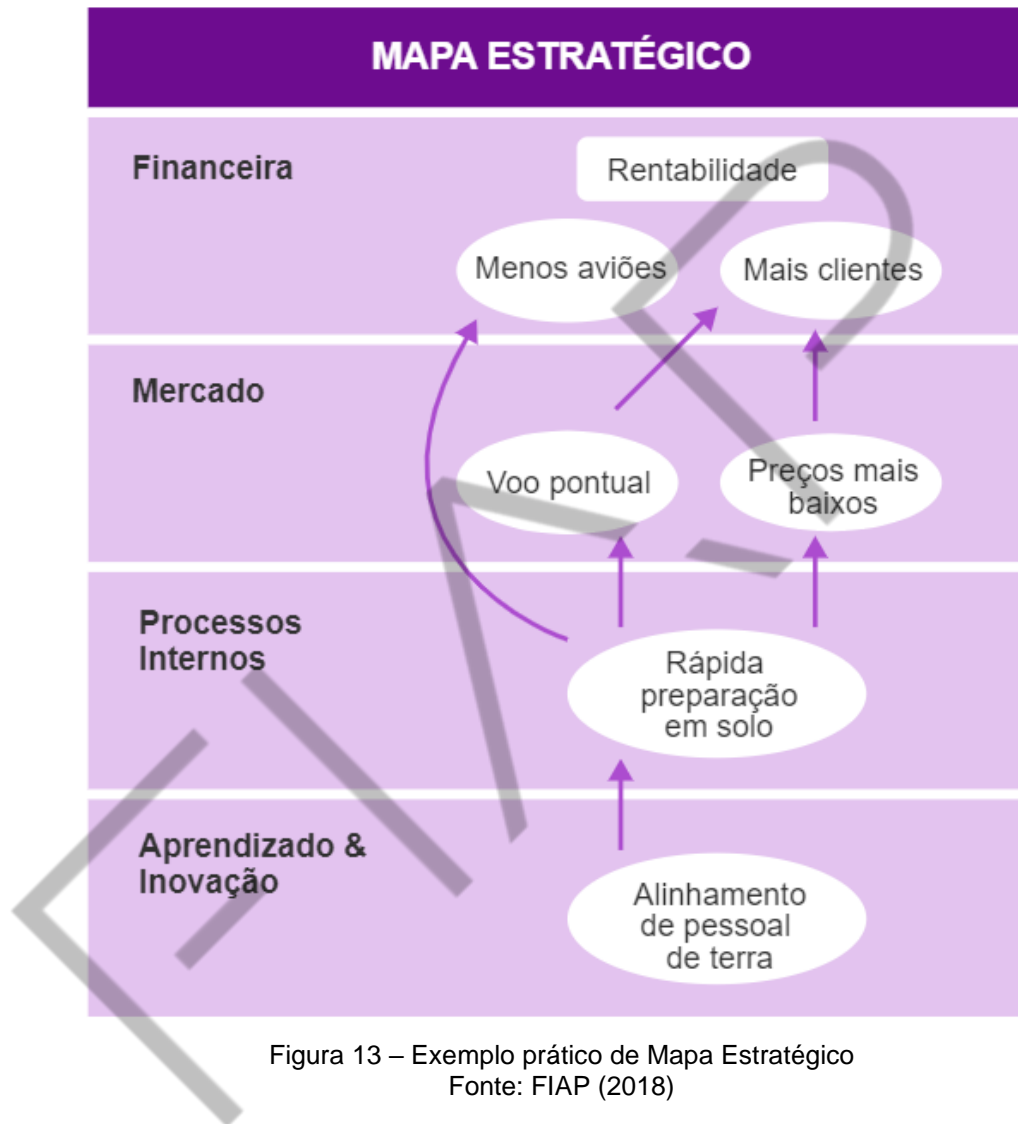 MAPA ESTRATÉGICO
Financeira
Rentabilidade
Menos aviões
Mais clientes
Mercado
Voo pontual
Preços mais
baixos
Processos
Internos
Rápida
preparação
em solo
Aprendizado &
Inovação
Alinhamento
de pessoal
de terra
Figura 13 – Exemplo prático de Mapa Estratégico
Fonte: FIAP (2018)
FIAP